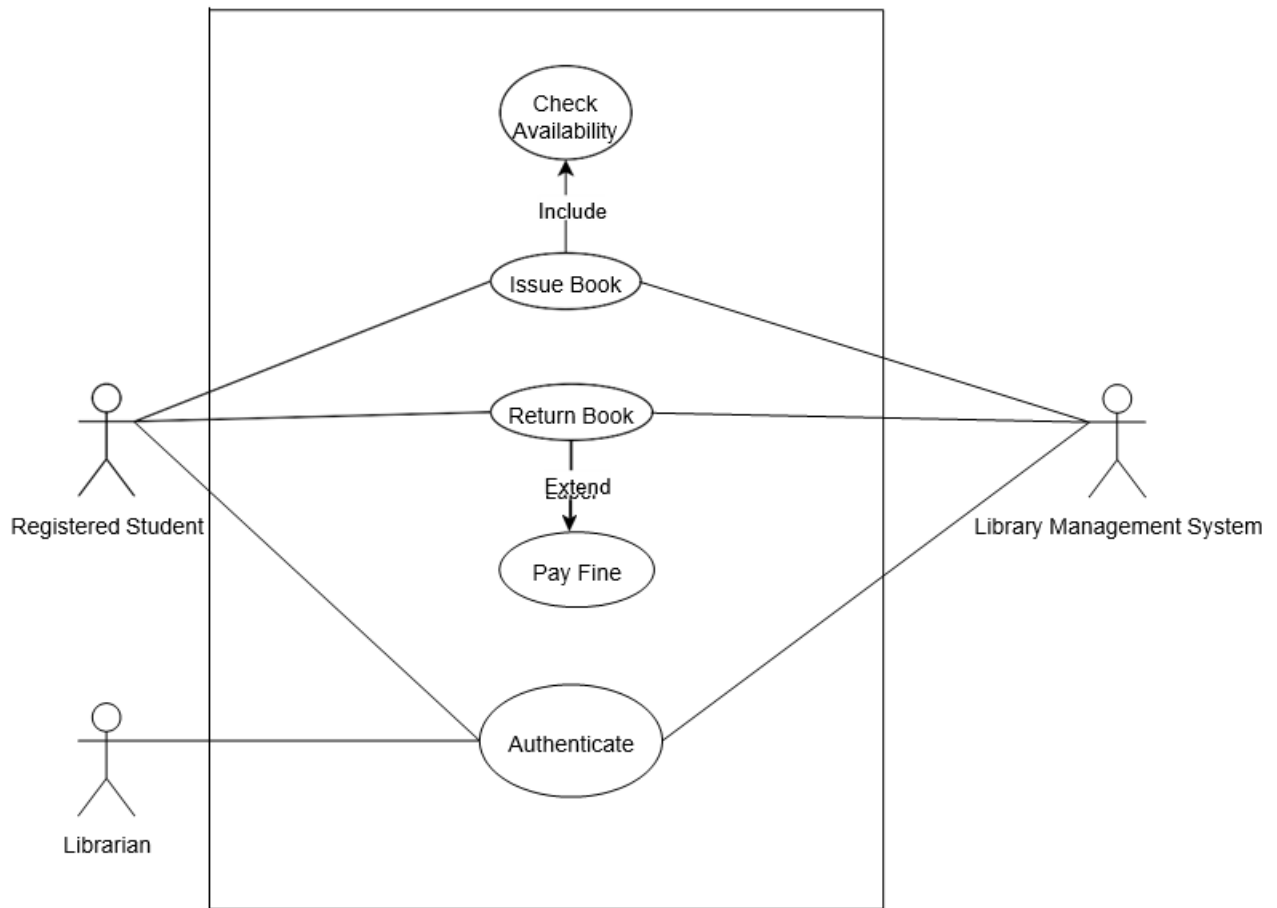 Check
Availability
Include
Issue Book
Return Book
Extend
Registered Student
Library Management System
Pay Fine
Authenticate
Librarian